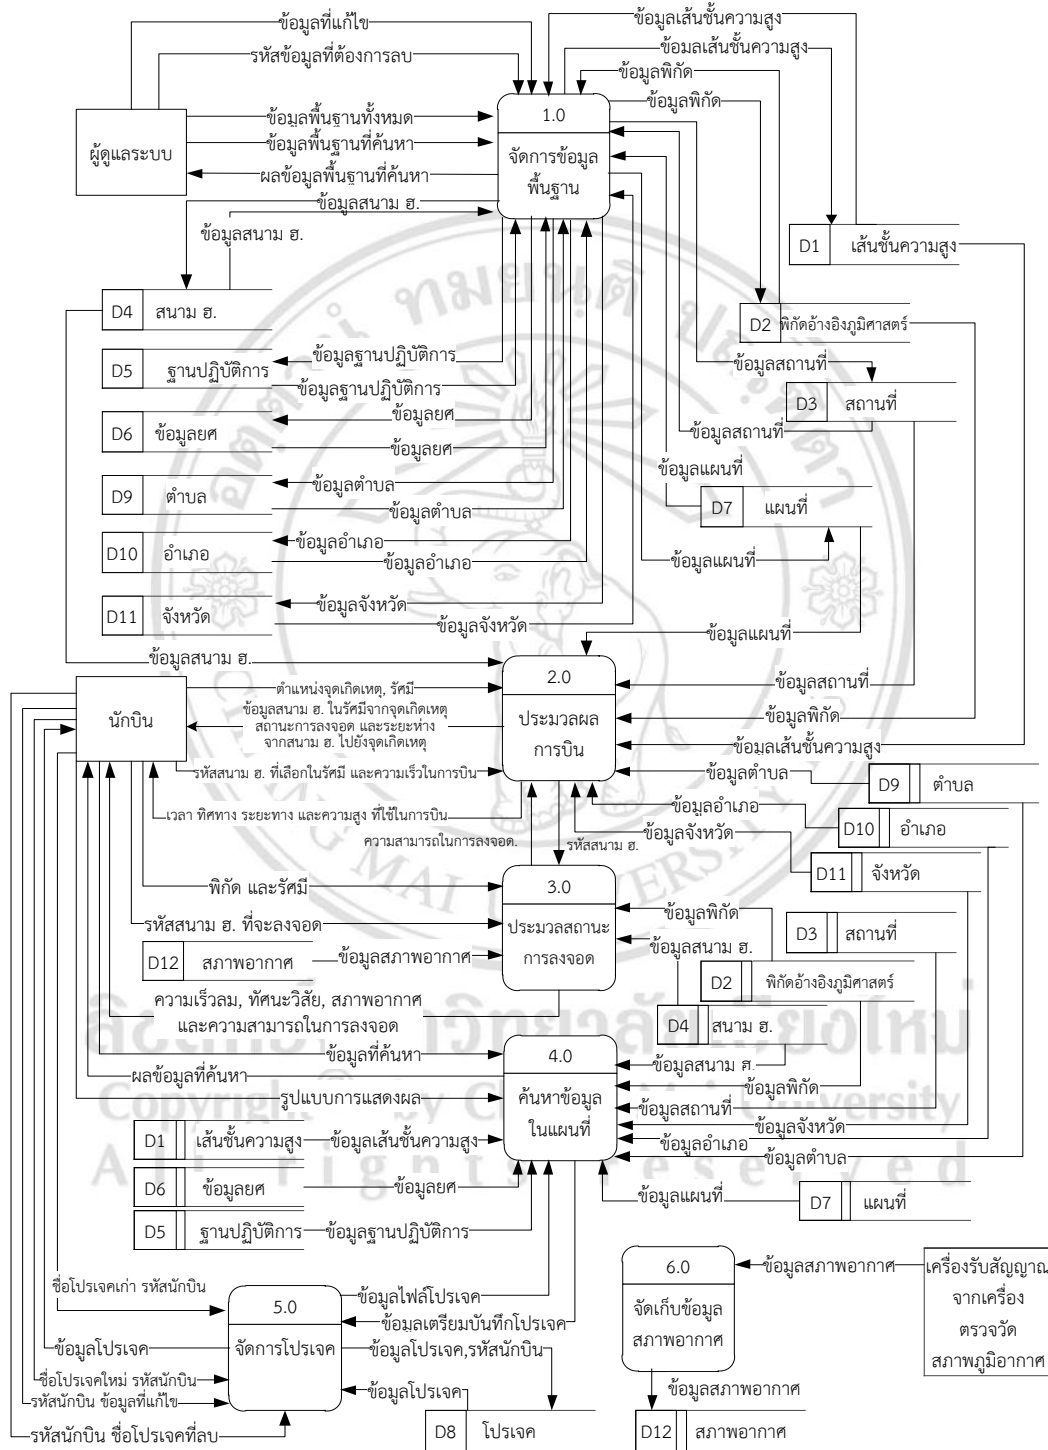 ข้อมูลที่แก้ไข
รหัสข้อมูลที่ต้องการลบ
ข้อมูลเส้นชั้นความสูง
ข้อมูลเส้นชั้นความสูง
ข้อมูลพิกัด
ข้อมูลพิกัด
ผู้ดูแลระบบ
ข้อมูลพื้นฐานทั้งหมด
ข้อมูลพื้นฐานที่ค้นหา
ผลข้อมูลพื้นฐานที่ค้นหา
1.0
จัดการข้อมูล
พื้นฐาน
ข้อมูลสนาม ฮ.
ข้อมูลสนาม ฮ.
D1 เส้นชั้นความสูง
D4 สนาม ฮ.
D2 พิกัดอ้างอิงภูมิศาสตร์
D5 ฐานปฏิบัติการ
ข้อมูลฐานปฏิบัติการ
ข้อมูลฐานปฏิบัติการ
ข้อมูลสถานที่
D3 สถานที่
D6 ข้อมูลยศ
ข้อมูลยศ
ข้อมูลยศ
ข้อมูลสถานที่
ข้อมูลแผนที่
D9 ตำบล
ข้อมูลตำบล
ข้อมูลตำบล
D7 แผนที่
D10 อำเภอ
ข้อมูลอำเภอ
ข้อมูลอำเภอ
ข้อมูลแผนที่
D11 จังหวัด
ข้อมูลจังหวัด
ข้อมูลจังหวัด
ข้อมูลแผนที่
ข้อมูลสนาม ฮ.
นักบิน
ตำแหน่งจุดเกิดเหตุ, รัศมี
ข้อมูลสนาม ฮ. ในรัศมีจากจุดเกิดเหตุ
สถานะการลงจอด และระยะห่าง
จากสนาม ฮ. ไปยังจุดเกิดเหตุ
2.0
ประมวลผล
การบิน
ข้อมูลสถานที่
ข้อมูลพิกัด
ข้อมูลเส้นชั้นความสูง
รหัสสนาม ฮ. ที่เลือกในรัศมี และความเร็วในการบิน
ข้อมูลตำบล
D9 ตำบล
เวลา ทิศทาง ระยะทาง และความสูง ที่ใช้ในการบิน
ข้อมูลอำเภอ
D10 อำเภอ
ความสามารถในการลงจอด.
รหัสสนาม ฮ.
ข้อมูลจังหวัด
D11 จังหวัด
พิกัด และรัศมี
3.0
ประมวลสถานะ
การลงจอด
รหัสสนาม ฮ. ที่จะลงจอด
ข้อมูลพิกัด
D3 สถานที่
D12 สภาพอากาศ
ข้อมูลสภาพอากาศ
ข้อมูลสนาม ฮ.
D2 พิกัดอ้างอิงภูมิศาสตร์
ความเร็วลม, ทัศนะวิสัย, สภาพอากาศ
และความสามารถในการลงจอด
D4 สนาม ฮ.
ข้อมูลที่ค้นหา
ผลข้อมูลที่ค้นหา
รูปแบบการแสดงผล
4.0
ค้นหาข้อมูล
ในแผนที่
ข้อมูลสนาม ศ.
ข้อมูลพิกัด
ข้อมูลสถานที่
ข้อมูลจังหวัด
ข้อมูลอำเภอ
ข้อมูลตำบล
D1 เส้นชั้นความสูง
ข้อมูลเส้นชั้นความสูง
D6 ข้อมูลยศ
ข้อมูลยศ
ข้อมูลแผนที่
D7 แผนที่
D5 ฐานปฏิบัติการ
ข้อมูลฐานปฏิบัติการ
ชื่อโปรเจคเก่า รหัสนักบิน
5.0
จัดการโปรเจค
ข้อมูลไฟล์โปรเจค
ข้อมูลเตรียมบันทึกโปรเจค
ข้อมูลโปรเจค,รหัสนักบิน
ข้อมูลโปรเจค
ข้อมูลโปรเจค
ชื่อโปรเจคใหม่ รหัสนักบิน
รหัสนักบิน ข้อมูลที่แก้ไข
รหัสนักบิน ชื่อโปรเจคที่ลบ
D8 โปรเจค
6.0
จัดเก็บข้อมูล
สภาพอากาศ
ข้อมูลสภาพอากาศ
เครื่องรับสัญญาณ
จากเครื่อง
ตรวจวัด
สภาพภูมิอากาศ
ข้อมูลสภาพอากาศ
D12 สภาพอากาศ